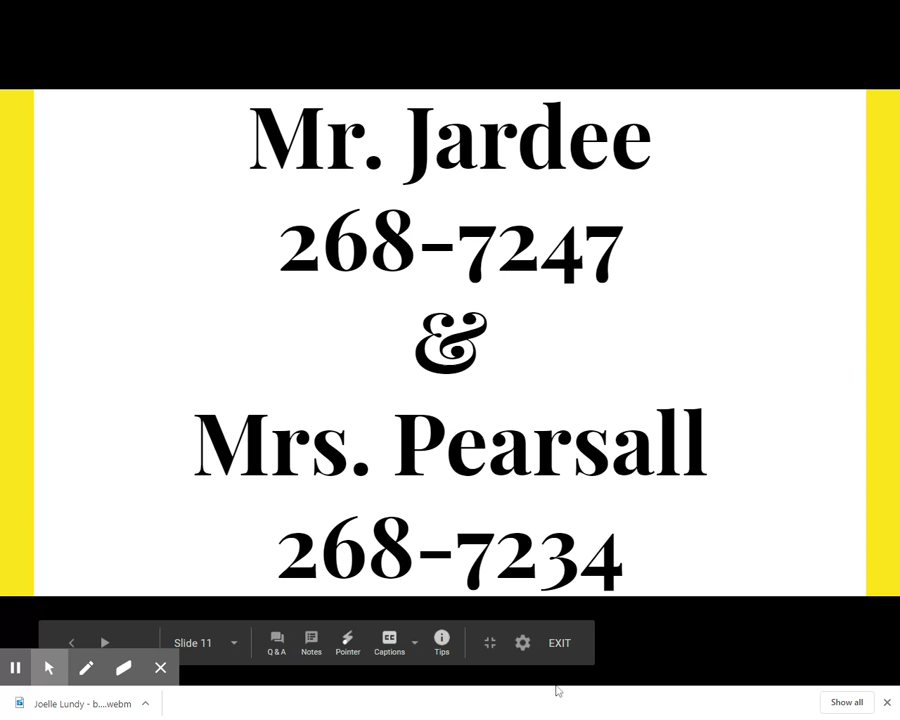 Mr. Jardee
268-7247
&
Mrs. Pearsall
268-7234
Slide 11
Q & A
Notes
Pointer
Captions
Tips
EXIT
Joelle Lundy - b....webm
Show all